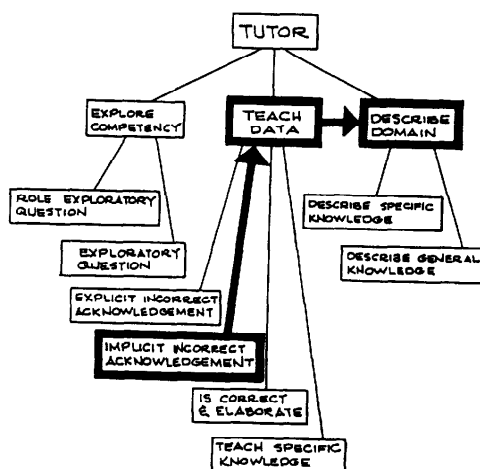 TUTOR
EXPLORE
COMPETENCY
TEACH
DATA
DESCRIBE
DOMAIN
ROLE EXPLORATORY
QUESTION
EXPLORATORY
QUESTION
DESCRIBE SPECIFIC
KNOWLEDGE
DESCRIBE GENERAL
KNOWLEDGE
EXPLICIT INCORRECT
ACKNOWLEDGEMENT
IMPLICIT INCORRECT
ACKNOWLEDGEMENT
IS CORRECT
& ELABORATE
TEACH SPECIFIC
KNOWLEDGE